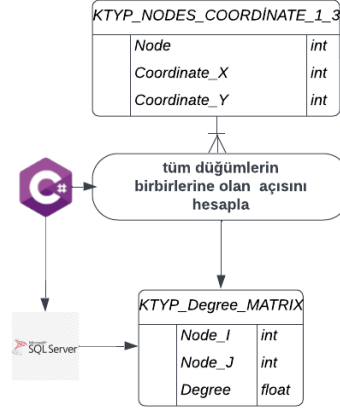 KTYP_NODES_COORDİNATE_1_3
Node int
Coordinate_X int
Coordinate_Y int
tüm düğümlerin
birbirlerine olan açısını
hesapla
C#
Microsoft
SQL Server
KTYP_Degree_MATRIX
Node_I int
Node_J int
Degree float